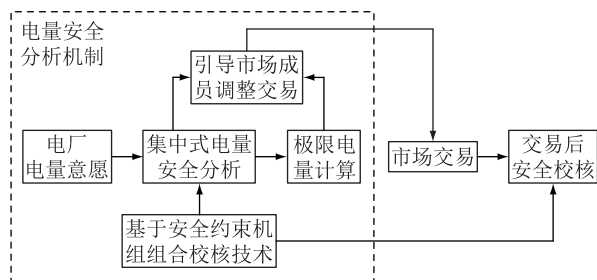 电量安全
分析机制
引导市场成
员调整交易
电厂
电量意愿
集中式电量
安全分析
极限电
量计算
市场交易
交易后
安全校核
基于安全约束机
组组合校核技术